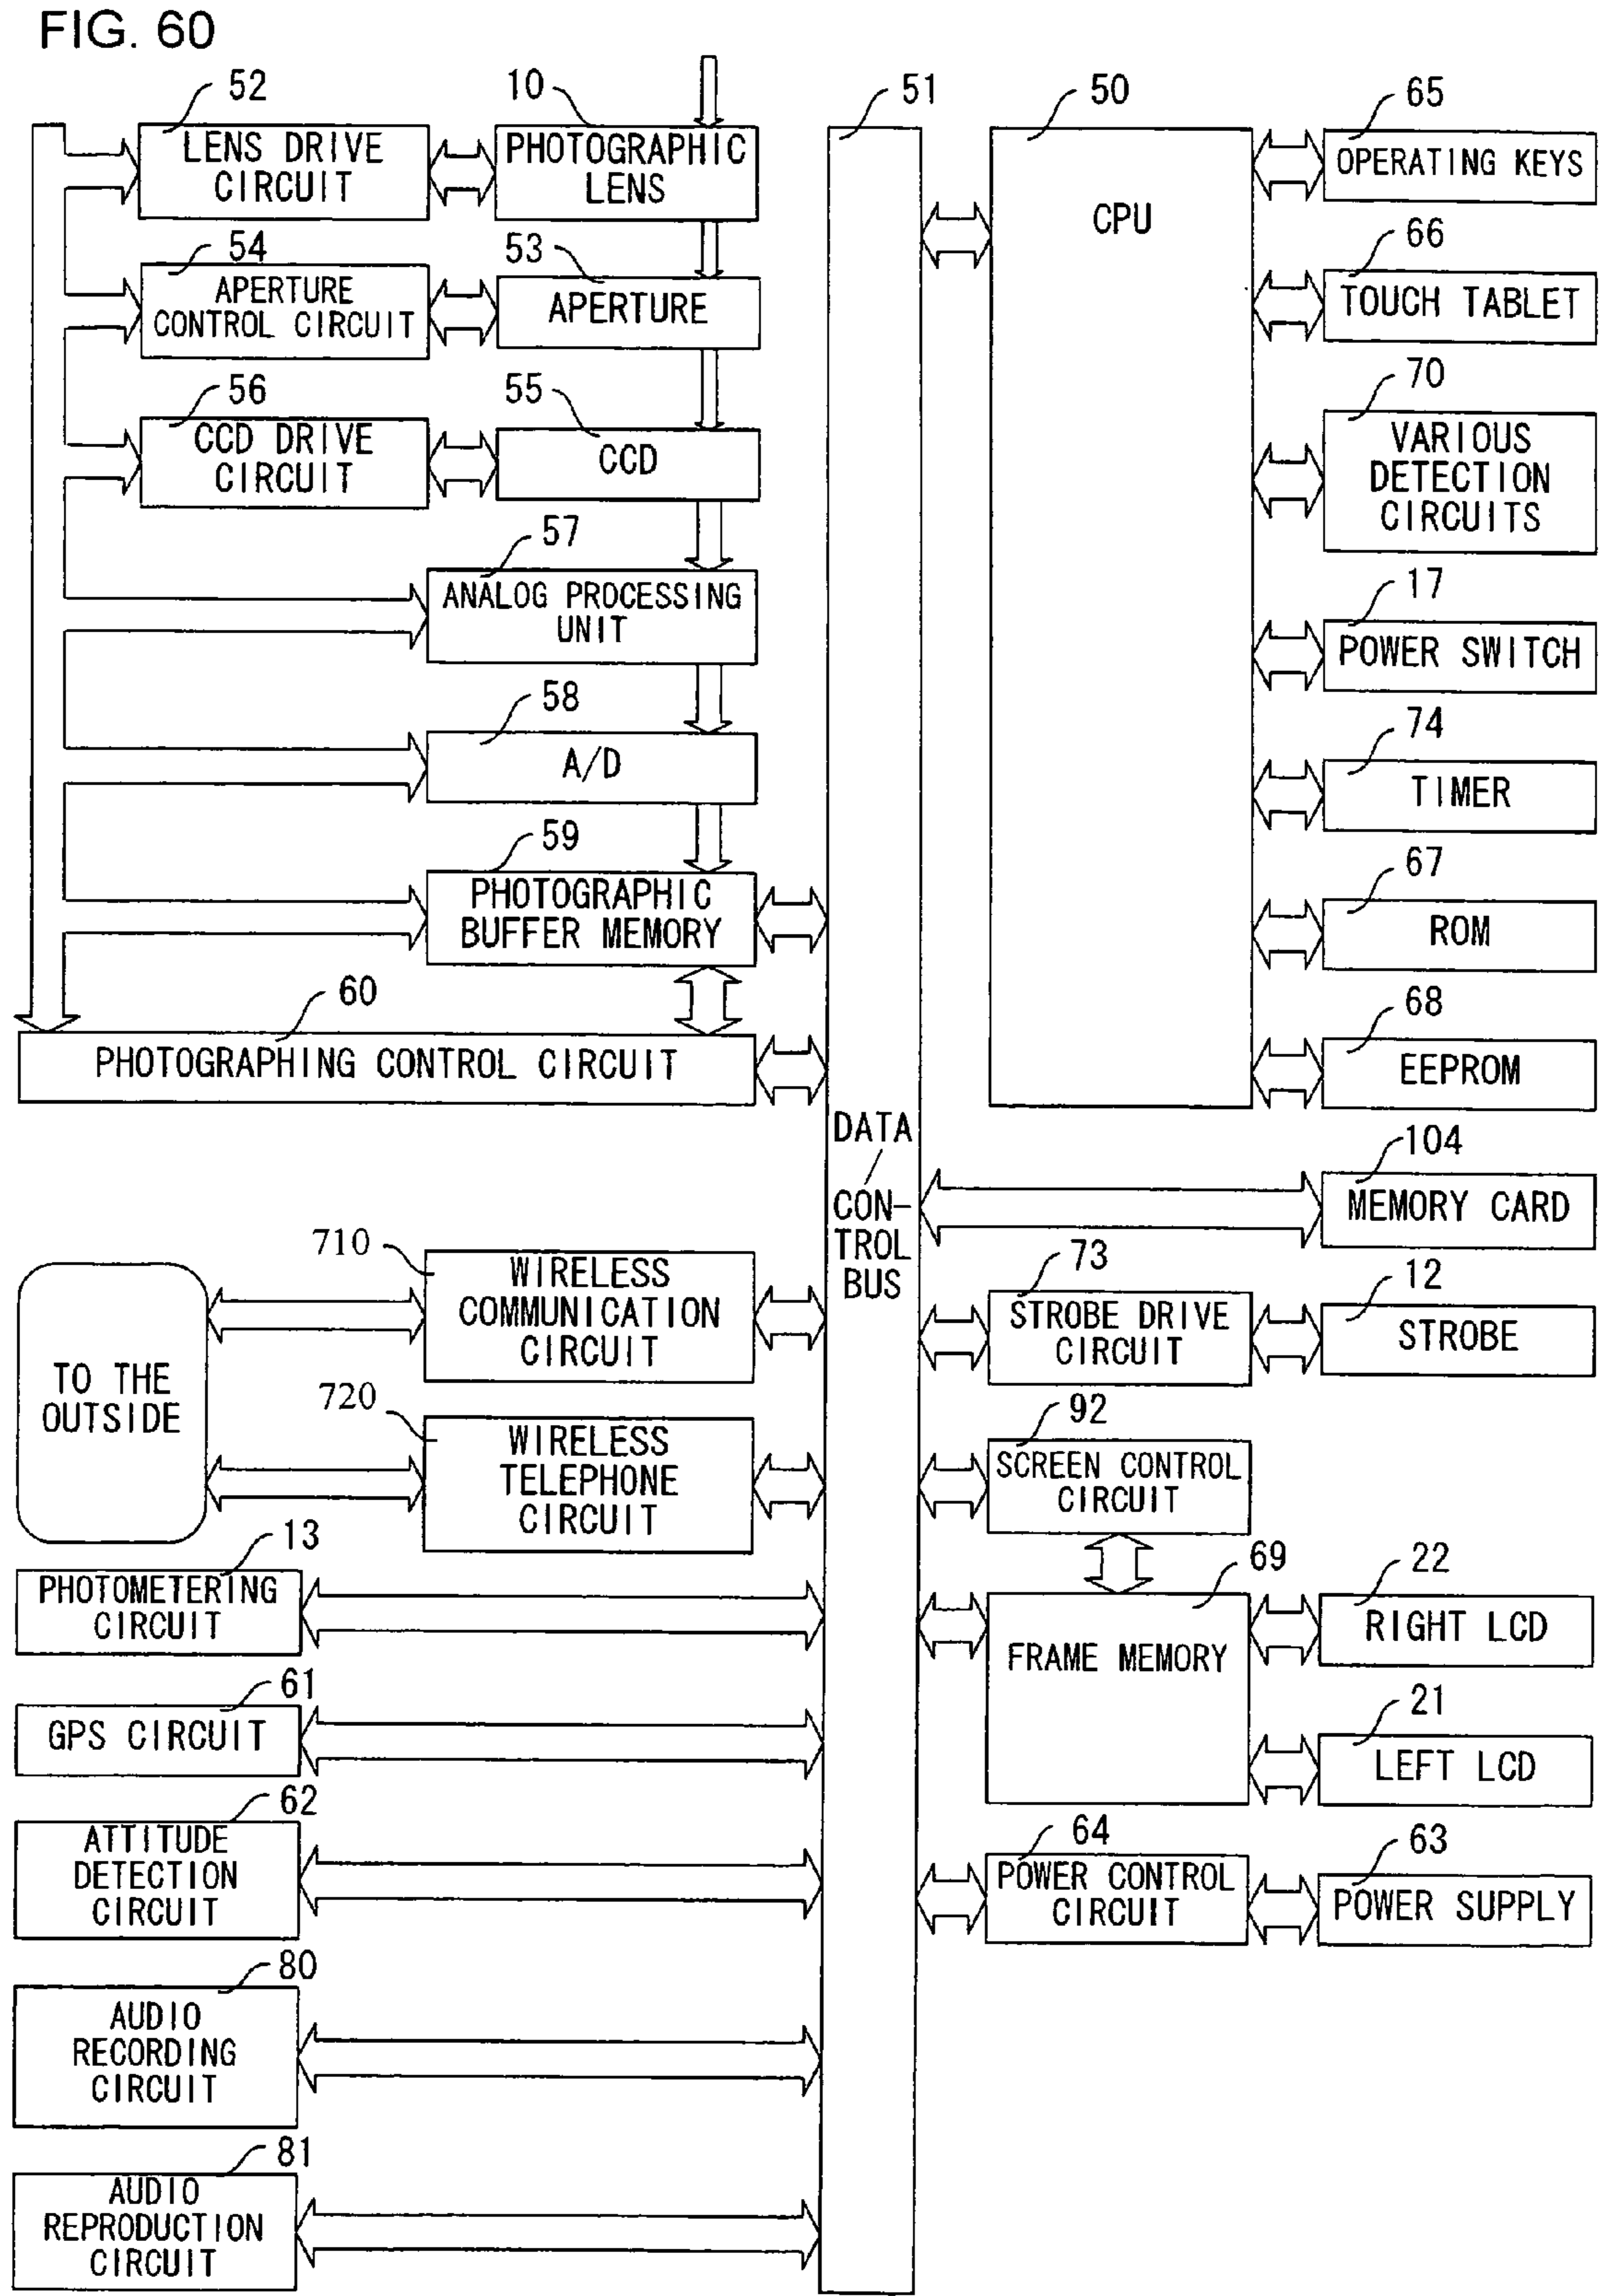 FIG. 60
52
LENS DRIVE
CIRCUIT
10
PHOTOGRAPHIC
LENS
54
APERTURE
CONTROL CIRCUIT
53
APERTURE
56
CCD DRIVE
CIRCUIT
55
CCD
57
ANALOG PROCESSING
UNIT
58
A/D
59
PHOTOGRAPHIC
BUFFER MEMORY
60
PHOTOGRAPHING CONTROL CIRCUIT
51
DATA
/
CON-
TROL
BUS
50
CPU
65
OPERATING KEYS
66
TOUCH TABLET
70
VARIOUS
DETECTION
CIRCUITS
17
POWER SWITCH
74
TIMER
67
ROM
68
EEPROM
104
MEMORY CARD
73
STROBE DRIVE
CIRCUIT
12
STROBE
92
SCREEN CONTROL
CIRCUIT
69
FRAME MEMORY
22
RIGHT LCD
21
LEFT LCD
64
POWER CONTROL
CIRCUIT
63
POWER SUPPLY
TO THE
OUTSIDE
710
WIRELESS
COMMUNICATION
CIRCUIT
720
WIRELESS
TELEPHONE
CIRCUIT
13
PHOTOMETERING
CIRCUIT
61
GPS CIRCUIT
62
ATTITUDE
DETECTION
CIRCUIT
80
AUDIO
RECORDING
CIRCUIT
81
AUDIO
REPRODUCTION
CIRCUIT